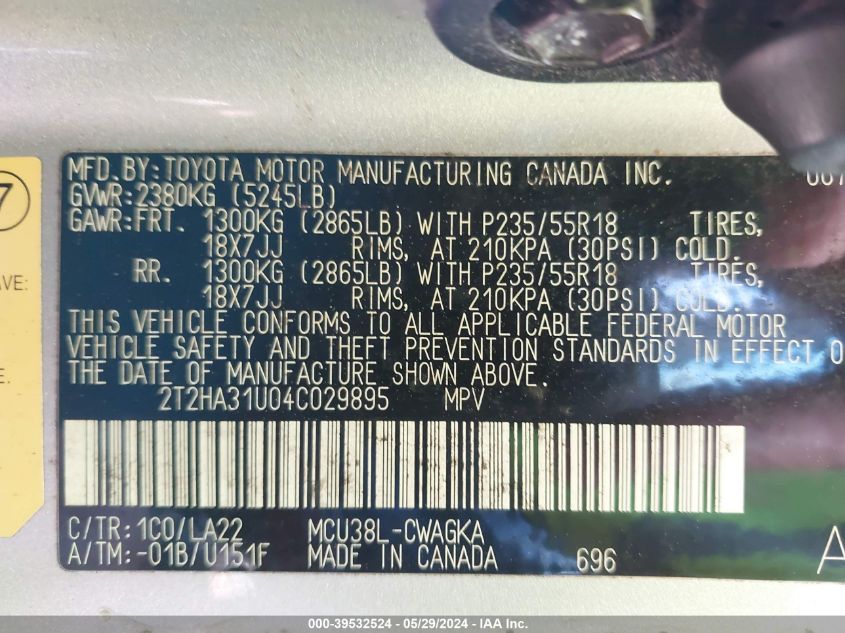 7
MFD.BY:TOYOTA MOTOR MANUFACTURING CANADA INC.
GVWR:2380KG (5245LB)
GAWR:FRT. 1300KG (2865LB) WITH P235/55R18 TIRES,
18X7JJ RIMS, AT 210KPA (30PSI) COLD.
RR. 1300KG (2865LB) WITH P235/55R18 TIRES,
18X7JJ RIMS, AT 210KPA (30PSI) COLD.
THIS VEHICLE CONFORMS TO ALL APPLICABLE FEDERAL MOTOR
VEHICLE SAFETY AND THEFT PREVENTION STANDARDS IN EFFECT O
THE DATE OF MANUFACTURE SHOWN ABOVE.
2T2HA31U04C029895 MPV
C/TR:1C0/LA22 MCU38L-CWAGKA
A/TM:-01B/U151F MADE IN CANADA 696 A
AVE:
E.
000-39532524 - 05/29/2024 - IAA Inc.